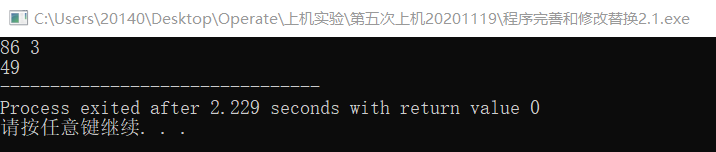 C:\Users\20140\Desktop\Operate\上机实验\第五次上机20201119\程序完善和修改替换2.1.exe
86 3
49
--------------------------------
Process exited after 2.229 seconds with return value 0
请按任意键继续. . .